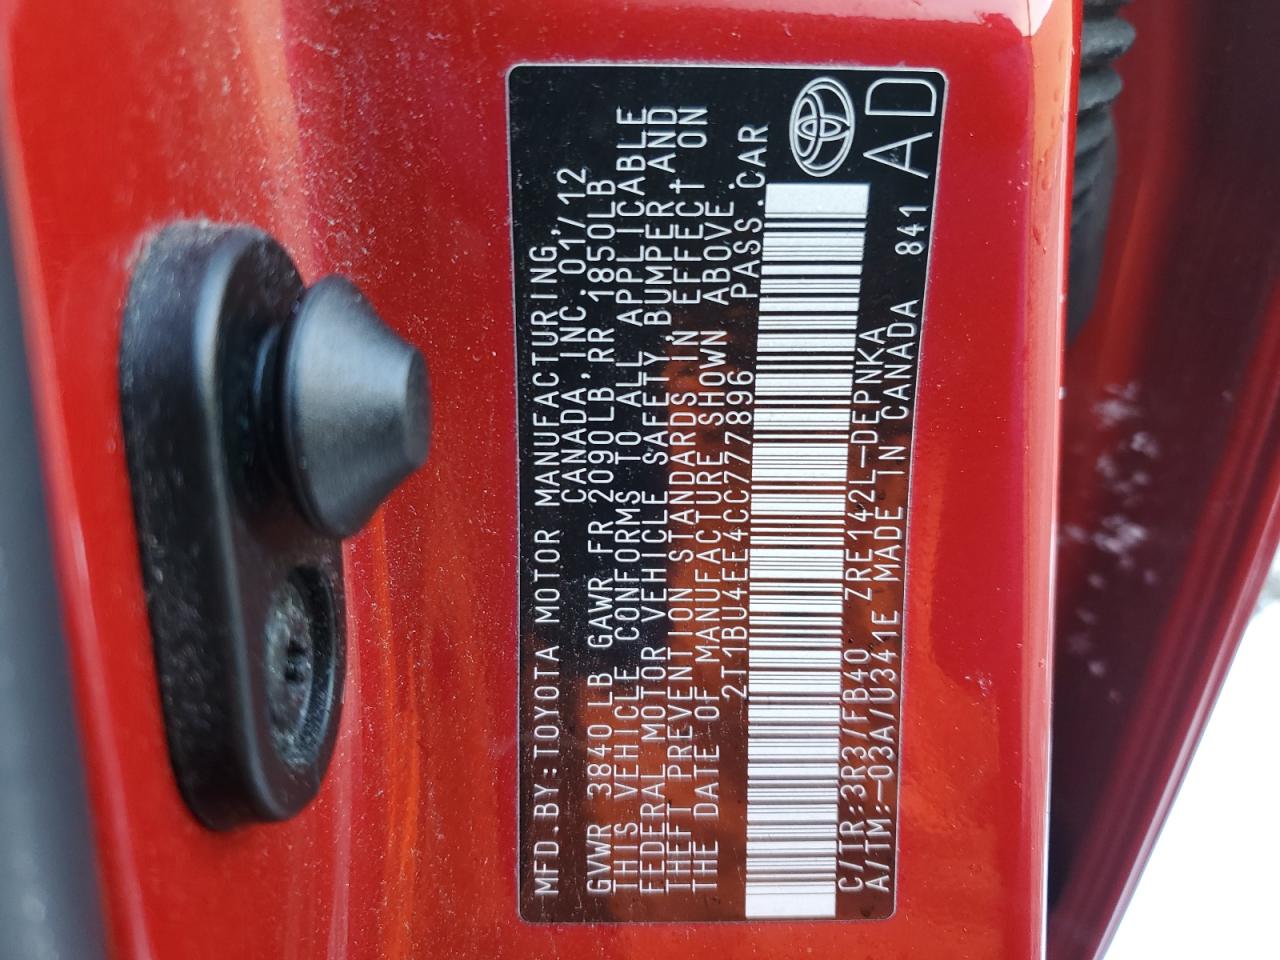 MFD.BY:TOYOTA MOTOR MANUFACTURING,
CANADA, INC. 01/12
GVWR 3840LB GAWR FR 2090LB, RR 1850LB
THIS VEHICLE CONFORMS TO ALL APPLICABLE
FEDERAL MOTOR VEHICLE SAFETY, BUMPER, AND
THEFT PREVENTION STANDARDS IN EFFECT ON
THE DATE OF MANUFACTURE SHOWN ABOVE.
2T1BU4EE4CC777896 PASS.CAR
C/TR:3R3/FB40 ZRE142L-DEPNKA
A/TM:-03A/U341E MADE IN CANADA 841
AD